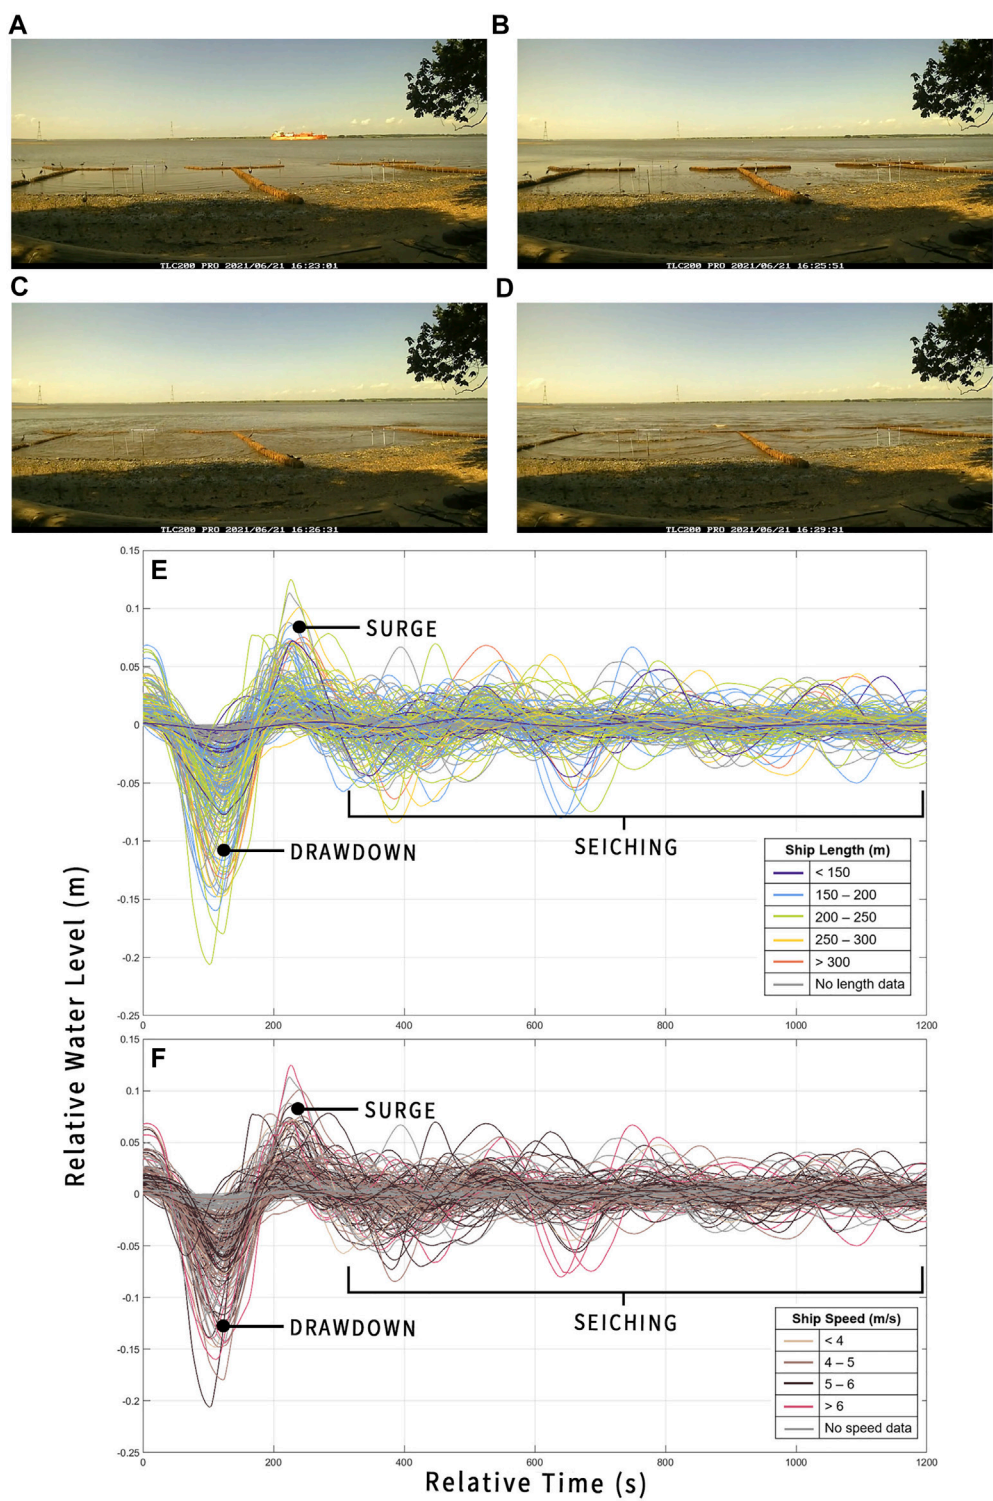 A
B
TLC200 PRO 2021/06/21 16:23:01
TLC200 PRO 2021/06/21 16:25:51
C
D
TLC200 PRO 2021/06/21 16:26:31
TLC200 PRO 2021/06/21 16:29:31
Relative Water Level (m)
E
0.15
0.1
0.05
0
-0.05
-0.1
-0.15
-0.2
-0.25
SURGE
DRAWDOWN
SEICHING
Ship Length (m)
< 150
150 – 200
200 – 250
250 – 300
> 300
No length data
0 200 400 600 800 1000 1200
F
0.15
0.1
0.05
0
-0.05
-0.1
-0.15
-0.2
-0.25
SURGE
DRAWDOWN
SEICHING
Ship Speed (m/s)
< 4
4 – 5
5 – 6
> 6
No speed data
0 200 400 600 800 1000 1200
Relative Time (s)